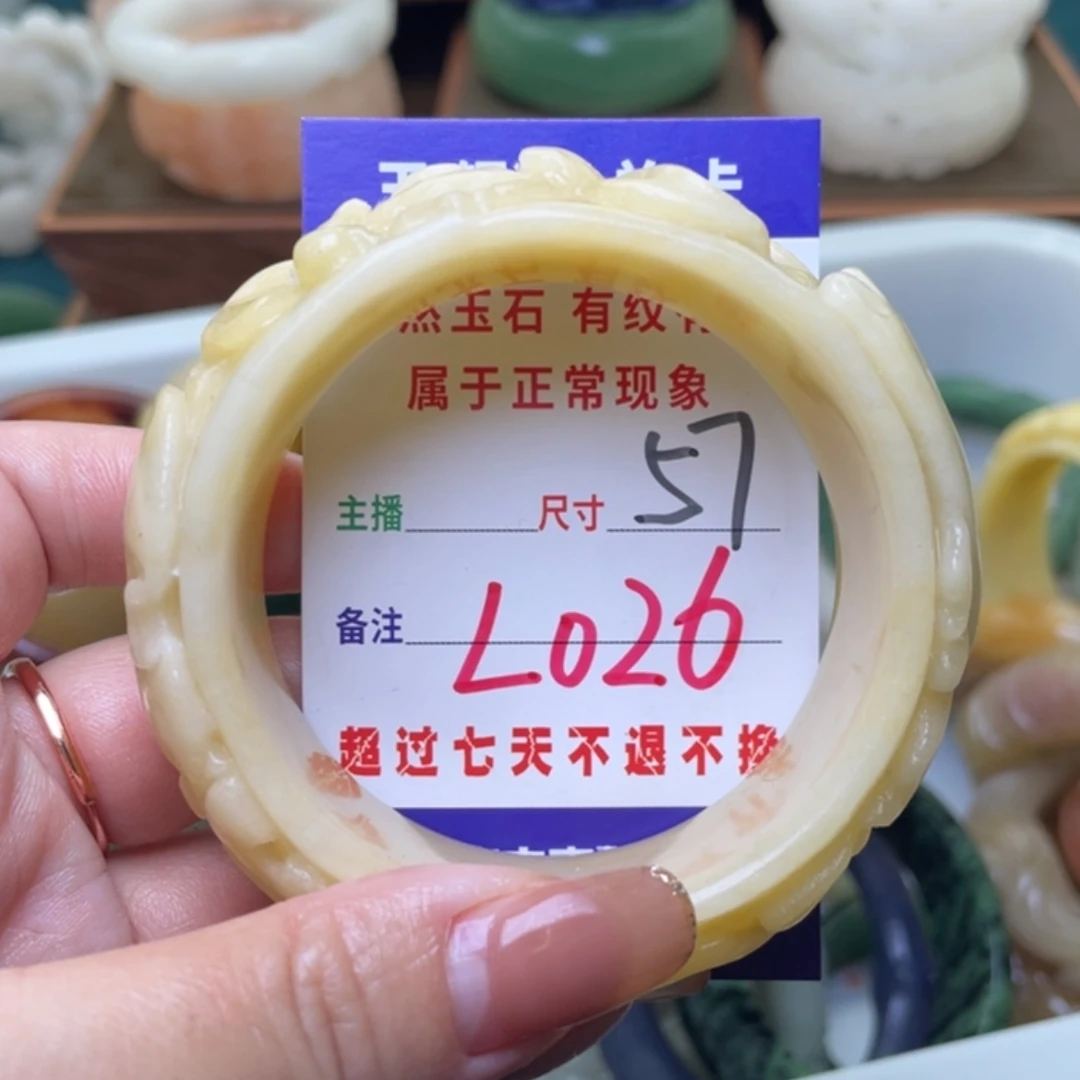 然玉石 有纹
属于正常现象
主播 尺寸 57
备注 L026
超过七天不退不换